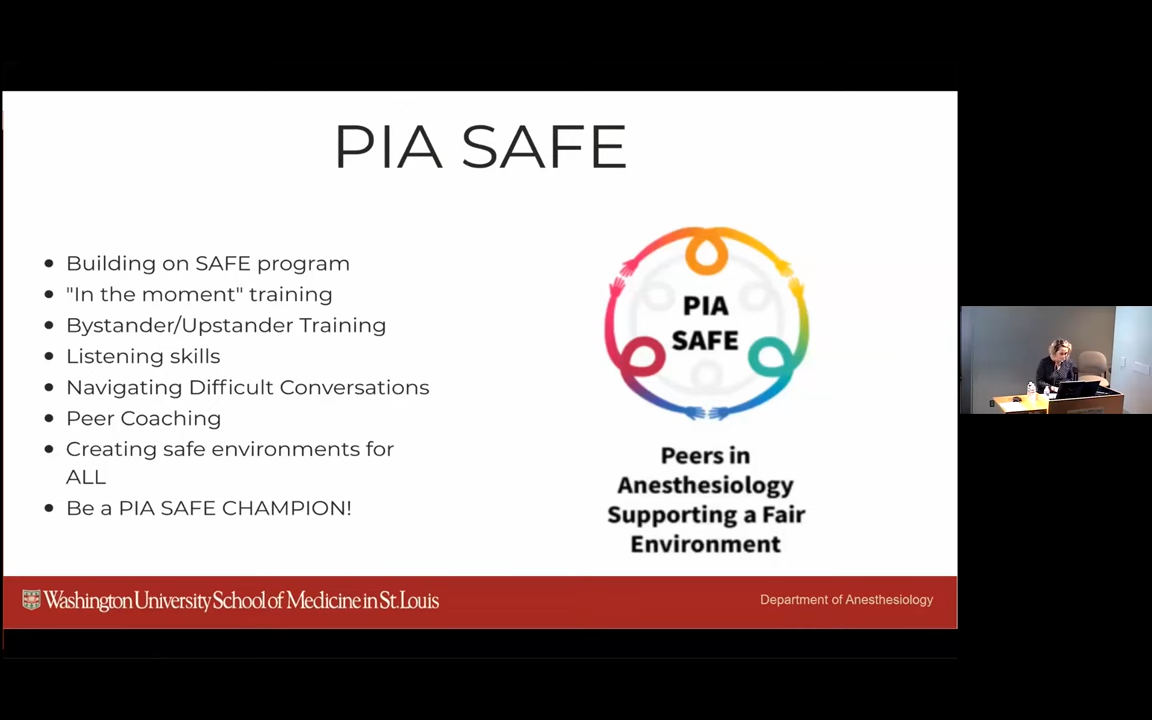 PIA SAFE
• Building on SAFE program
• "In the moment" training
• Bystander/Upstander Training
• Listening skills
• Navigating Difficult Conversations
• Peer Coaching
• Creating safe environments for
ALL
• Be a PIA SAFE CHAMPION!
PIA
SAFE
Peers in
Anesthesiology
Supporting a Fair
Environment
Washington University School of Medicine in St. Louis
Department of Anesthesiology